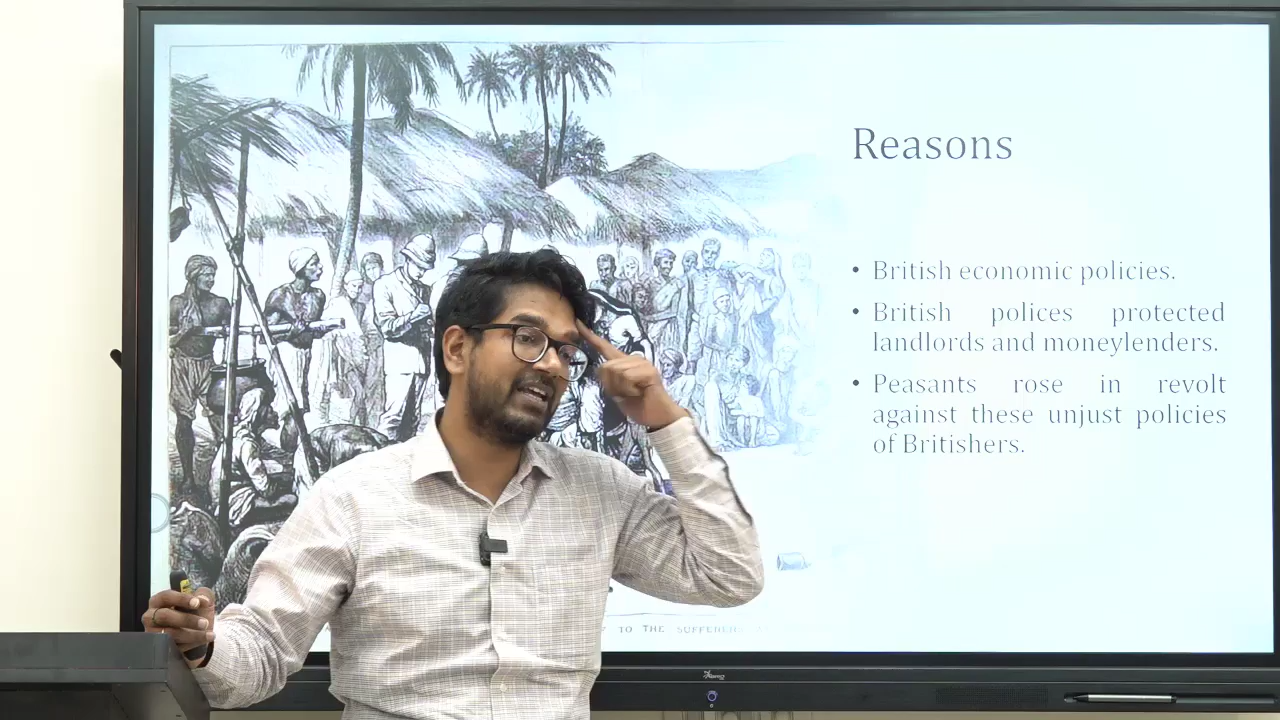 Reasons
• British economic policies.
• British polices protected
landlords and moneylenders.
• Peasants rose in revolt
against these unjust policies
of Britishers.
TO THE